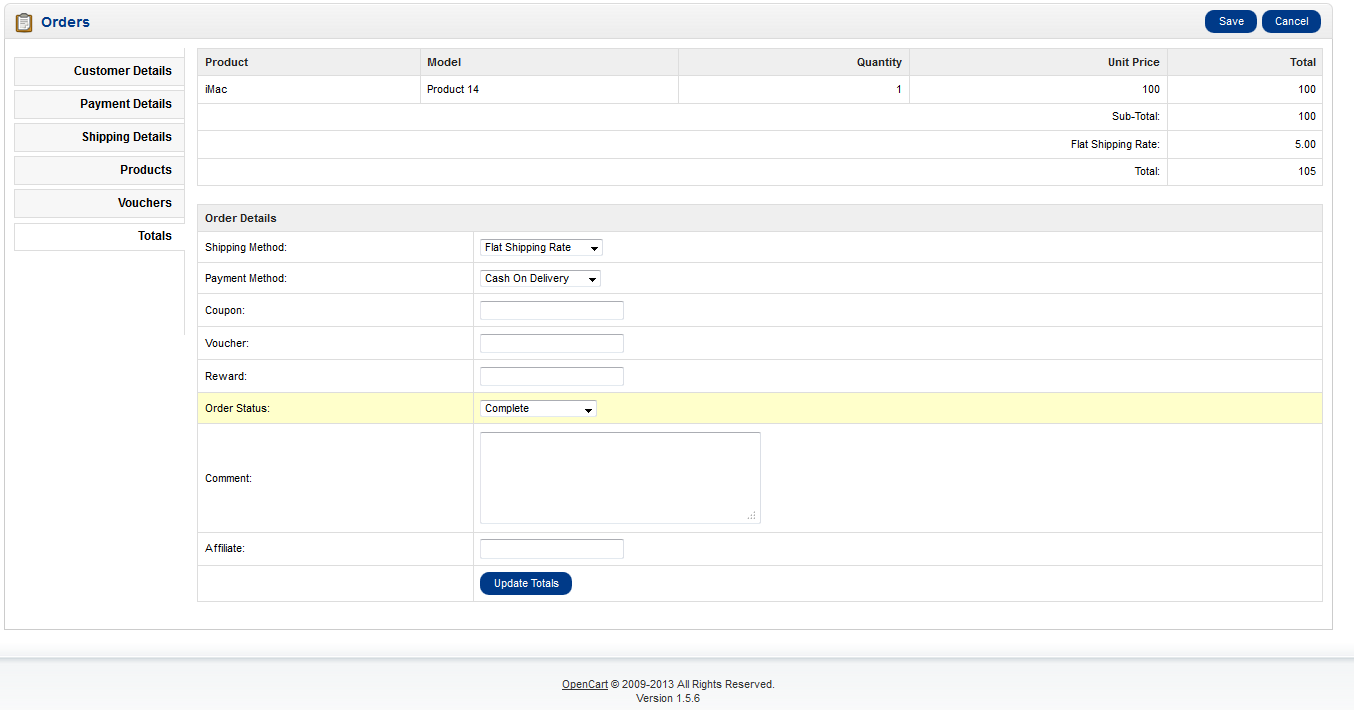 Orders
Save Cancel
Customer Details
Payment Details
Shipping Details
Products
Vouchers
Totals
Product Model Quantity Unit Price Total
iMac Product 14 1 100 100
Sub-Total: 100
Flat Shipping Rate: 5.00
Total: 105
Order Details
Shipping Method: Flat Shipping Rate
Payment Method: Cash On Delivery
Coupon:
Voucher:
Reward:
Order Status: Complete
Comment:
Affiliate:
Update Totals
OpenCart © 2009-2013 All Rights Reserved.
Version 1.5.6